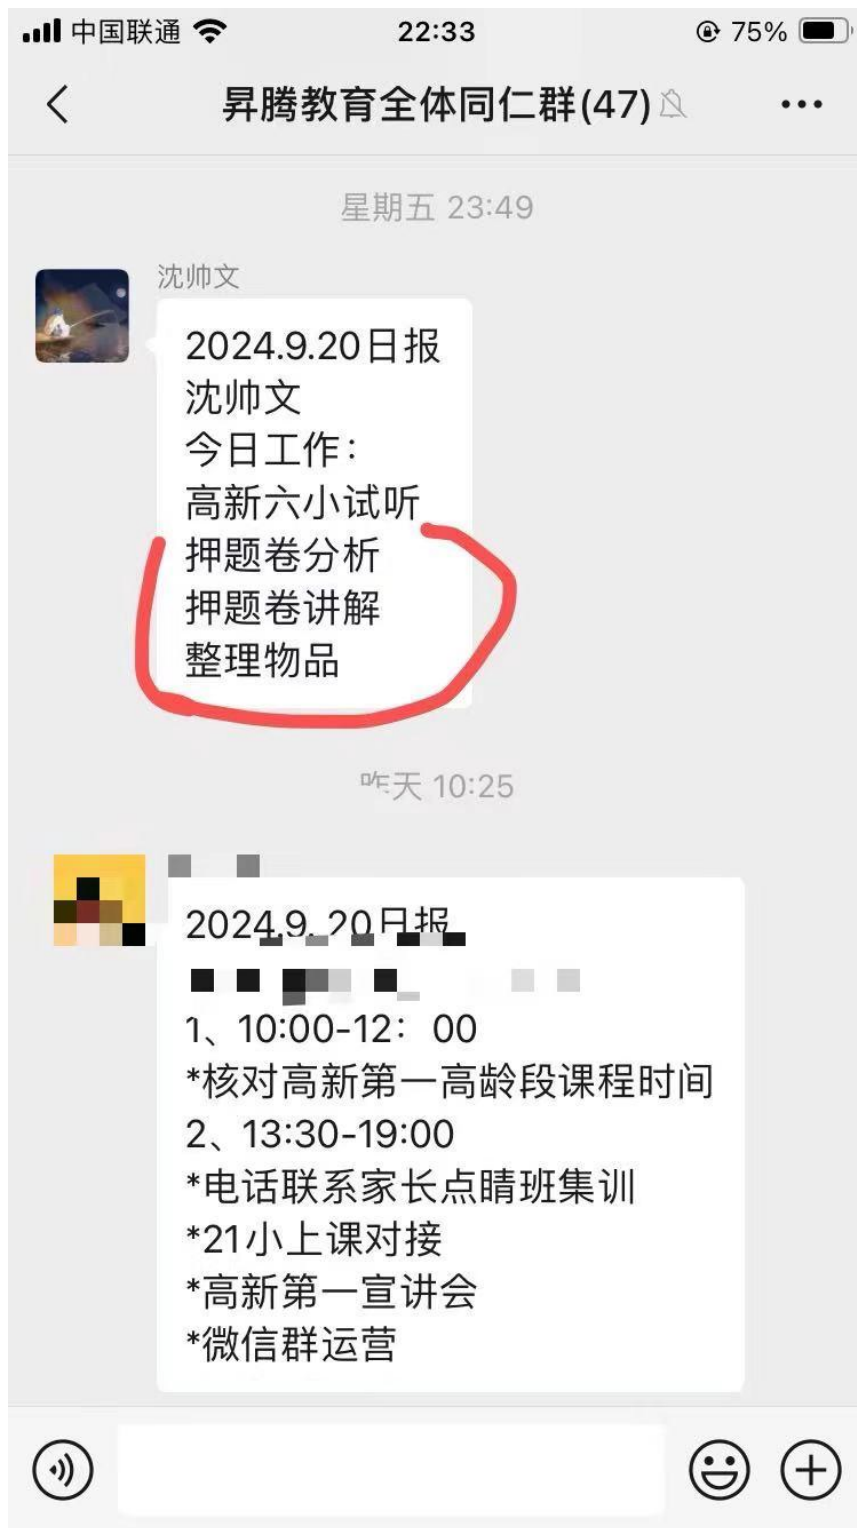 中国联通
22:33
75%
昇腾教育全体同仁群(47)
星期五 23:49
沈帅文
2024.9.20日报
沈帅文
今日工作：
高新六小试听
押题卷分析
押题卷讲解
整理物品
昨天 10:25
2024.9.20日报
1、10:00-12：00
*核对高新第一高龄段课程时间
2、13:30-19:00
*电话联系家长点睛班集训
*21小上课对接
*高新第一宣讲会
*微信群运营